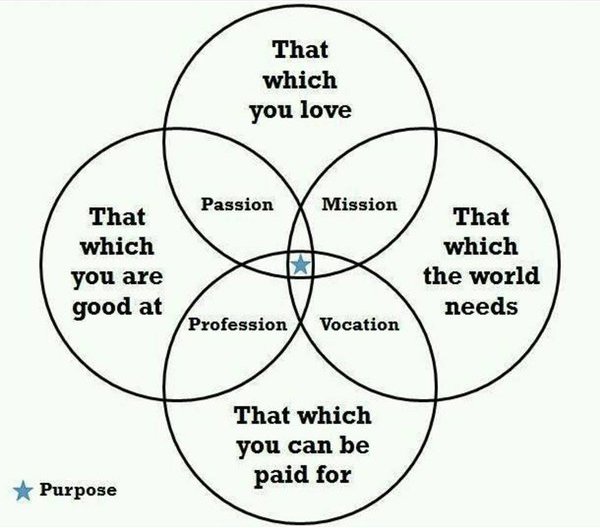 That
which
you love
Passion
Mission
That
which
you are
good at
That
which
the world
needs
Profession
Vocation
That which
you can be
paid for
Purpose